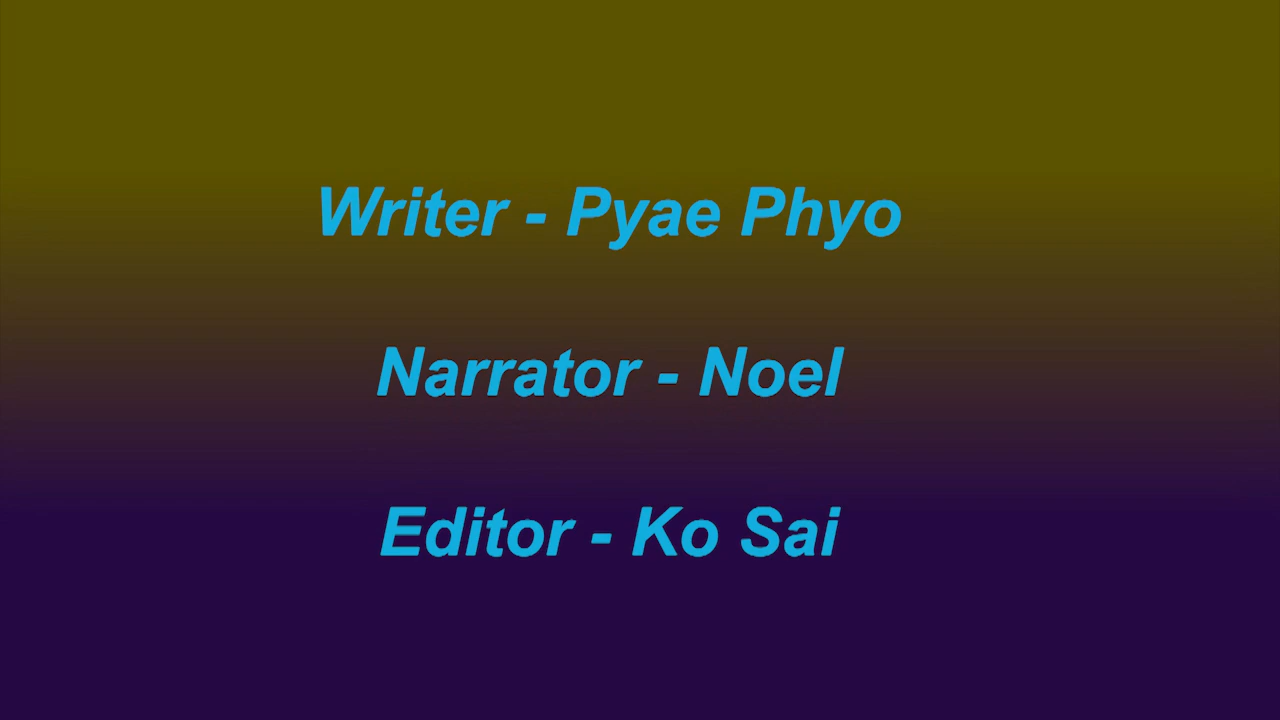 Writer - Pyae Phyo
Narrator - Noel
Editor - Ko Sai